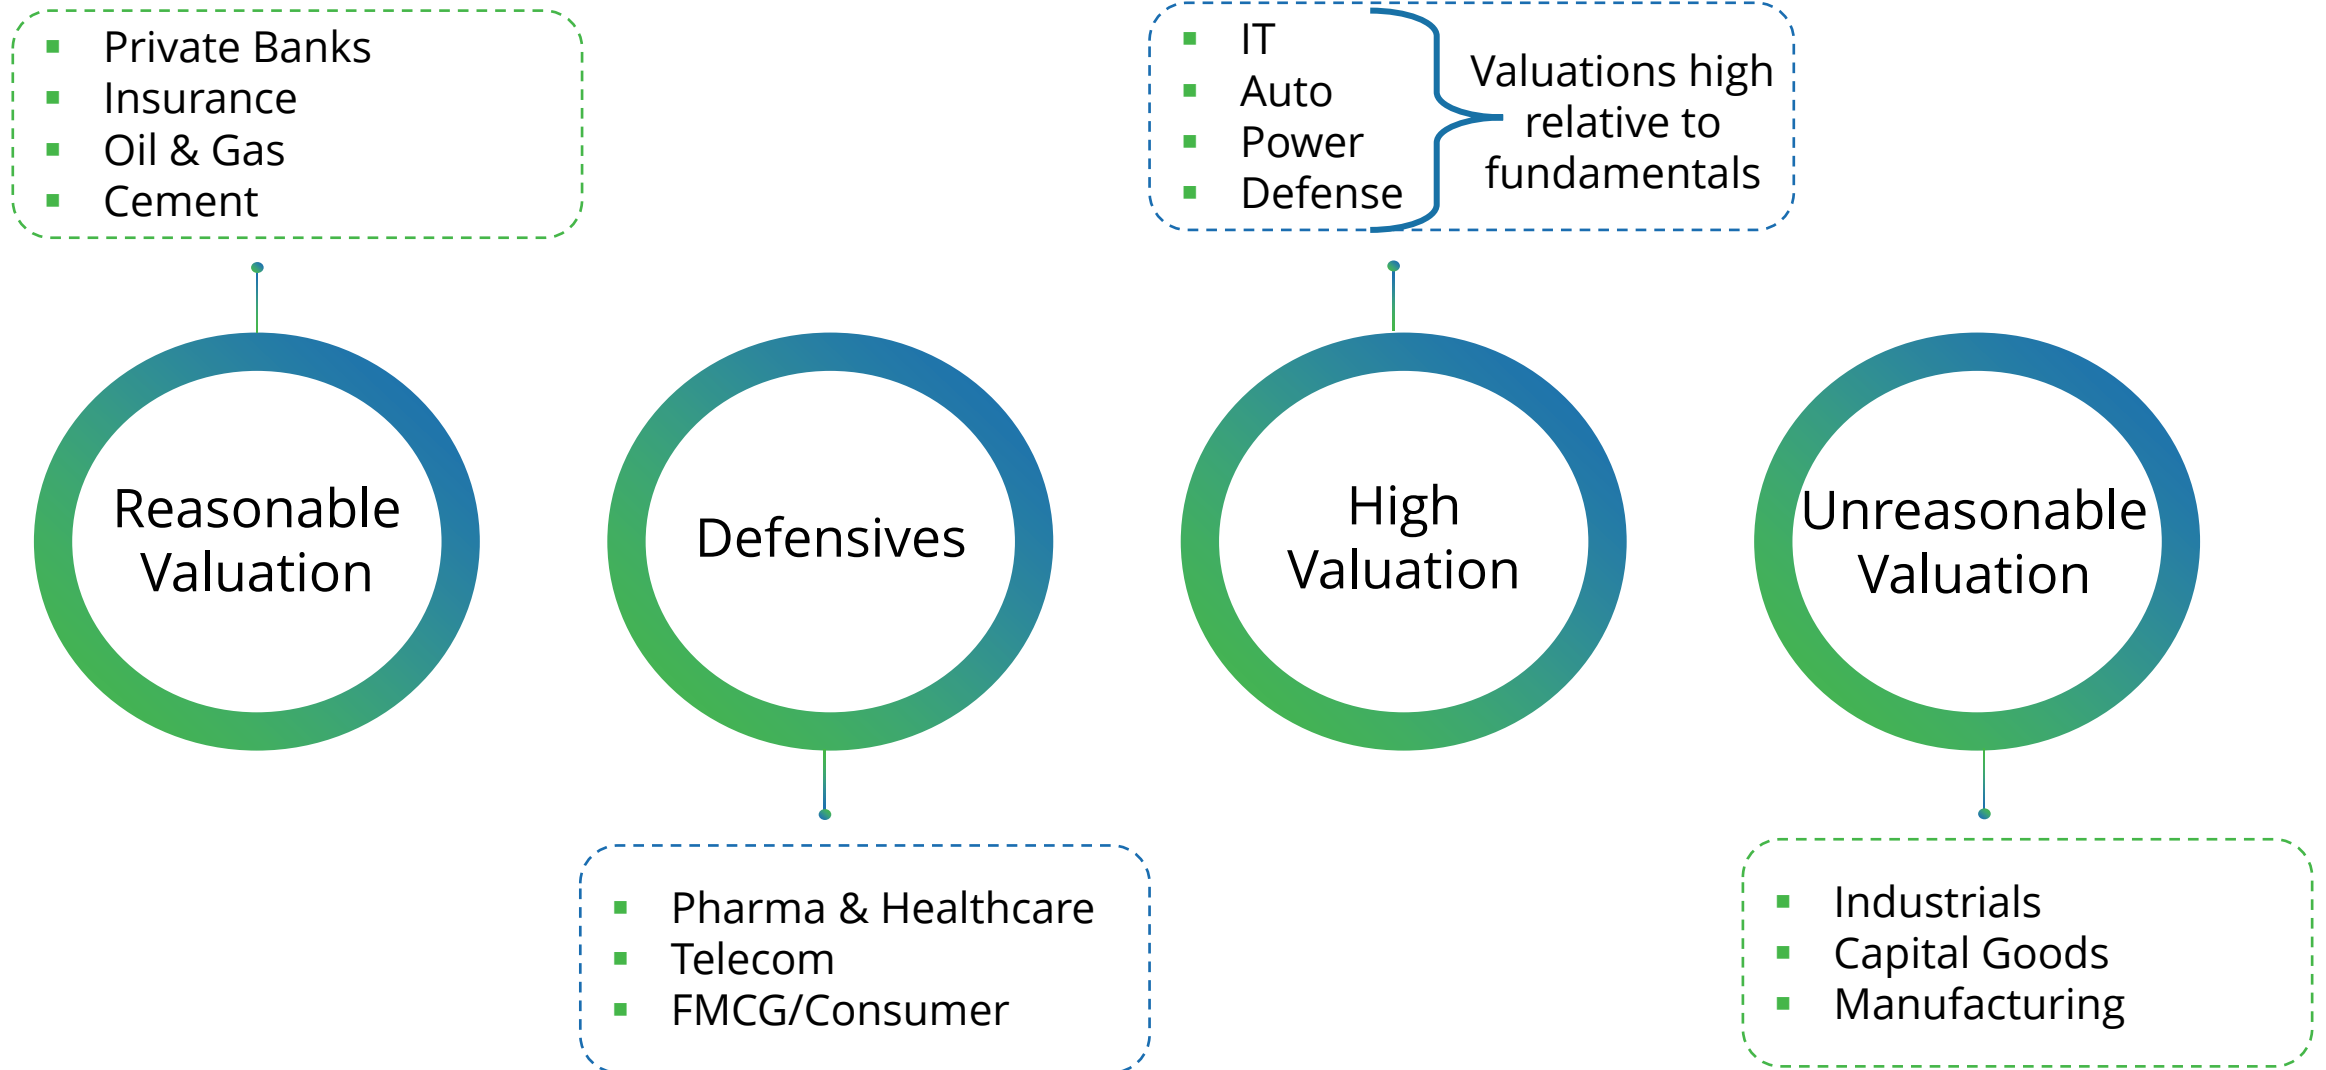 Private Banks
Insurance
Oil & Gas
Cement
IT
Auto
Power
Defense
Valuations high
relative to
fundamentals
Reasonable
Valuation
Defensives
High
Valuation
Unreasonable
Valuation
Pharma & Healthcare
Telecom
FMCG/Consumer
Industrials
Capital Goods
Manufacturing